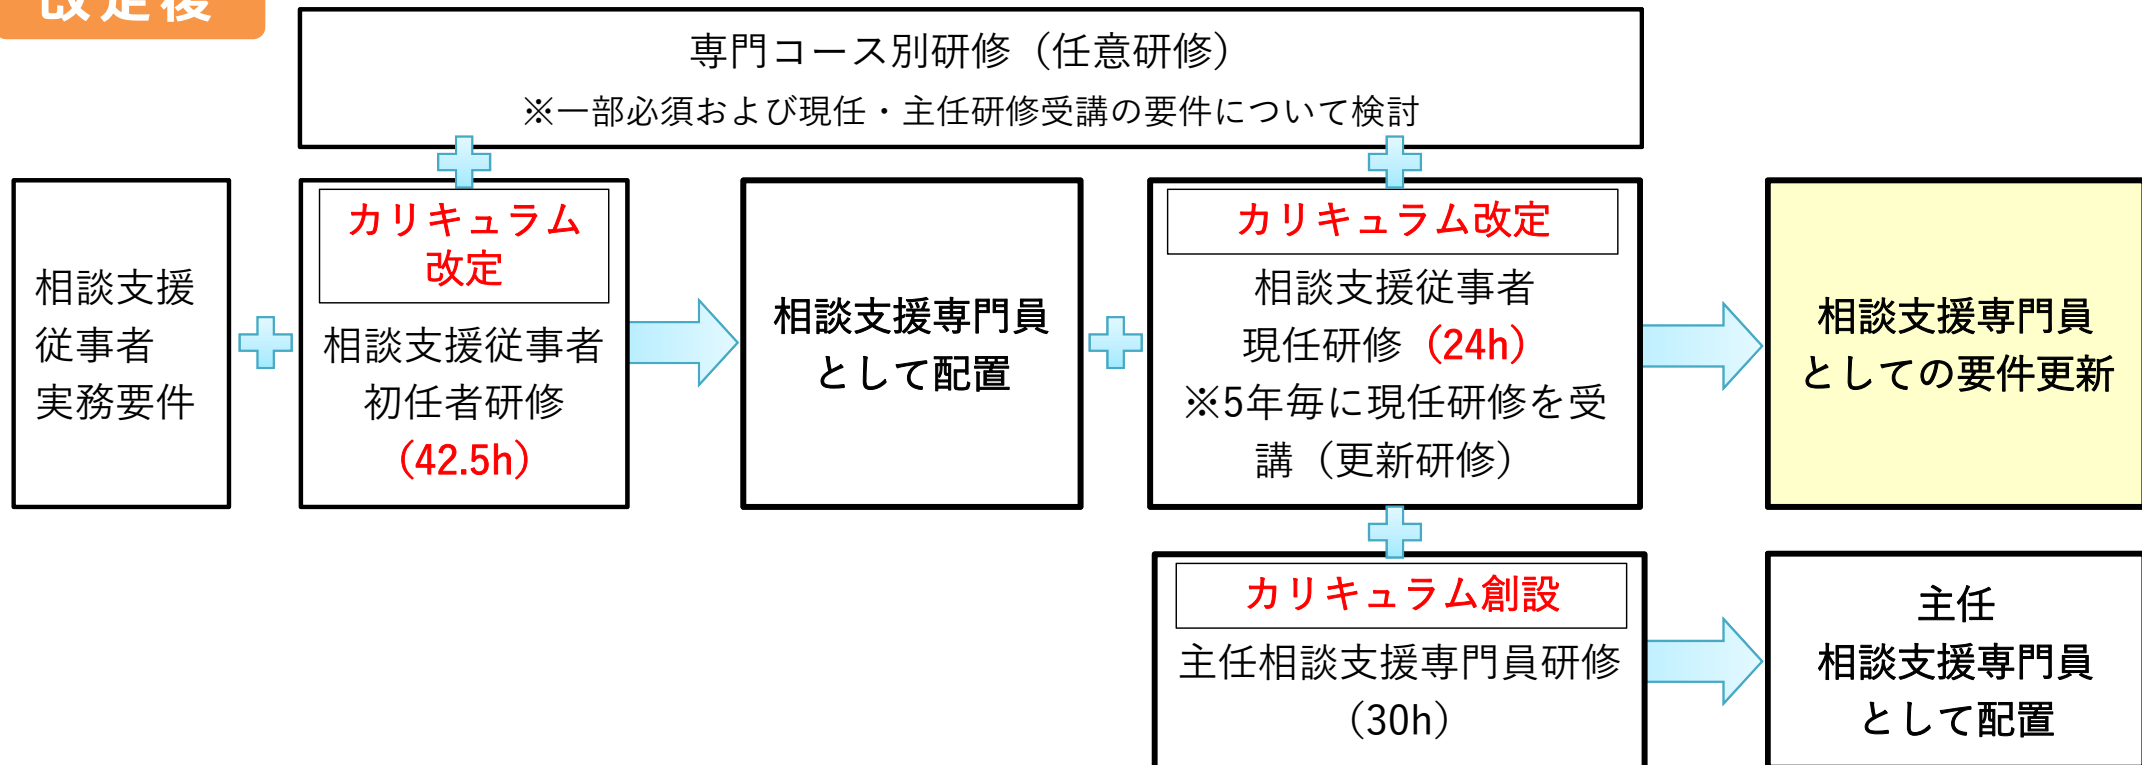 改定後
専門コース別研修（任意研修）
※一部必須および現任・主任研修受講の要件について検討
相談支援
従事者
実務要件
カリキュラム
改定
相談支援従事者
初任者研修
（42.5h）
相談支援専門員
として配置
カリキュラム改定
相談支援従事者
現任研修（24h）
※5年毎に現任研修を受
講（更新研修）
相談支援専門員
としての要件更新
カリキュラム創設
主任相談支援専門員研修
（30h）
主任
相談支援専門員
として配置